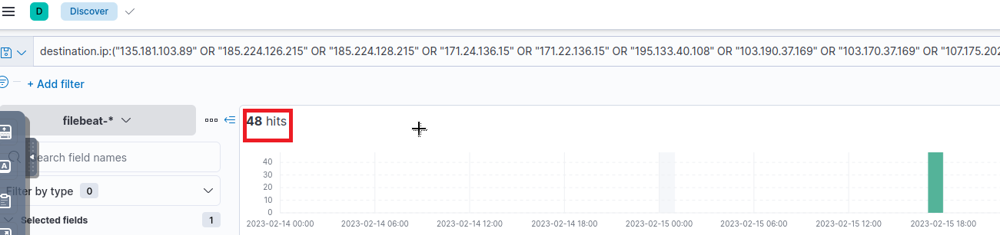 D Discover
destination.ip:("135.181.103.89" OR "185.224.126.215" OR "185.224.128.215" OR "171.24.136.15" OR "171.22.136.15" OR "195.133.40.108" OR "103.190.37.169" OR "103.170.37.169" OR "107.175.202
+ Add filter
filebeat-*
48 hits
earch field names
Filter by type 0
Selected fields 1
40
30
20
10
0
2023-02-14 00:00 2023-02-14 06:00 2023-02-14 12:00 2023-02-14 18:00 2023-02-15 00:00 2023-02-15 06:00 2023-02-15 12:00 2023-02-15 18:00
A